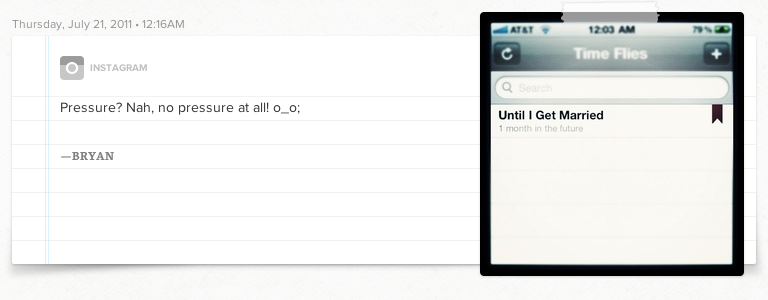 Thursday, July 21, 2011 • 12:16AM
INSTAGRAM
Pressure? Nah, no pressure at all! o_o;
—BRYAN
AT&T 12:03 AM 79%
Time Flies
Search
Until I Get Married
1 month in the future